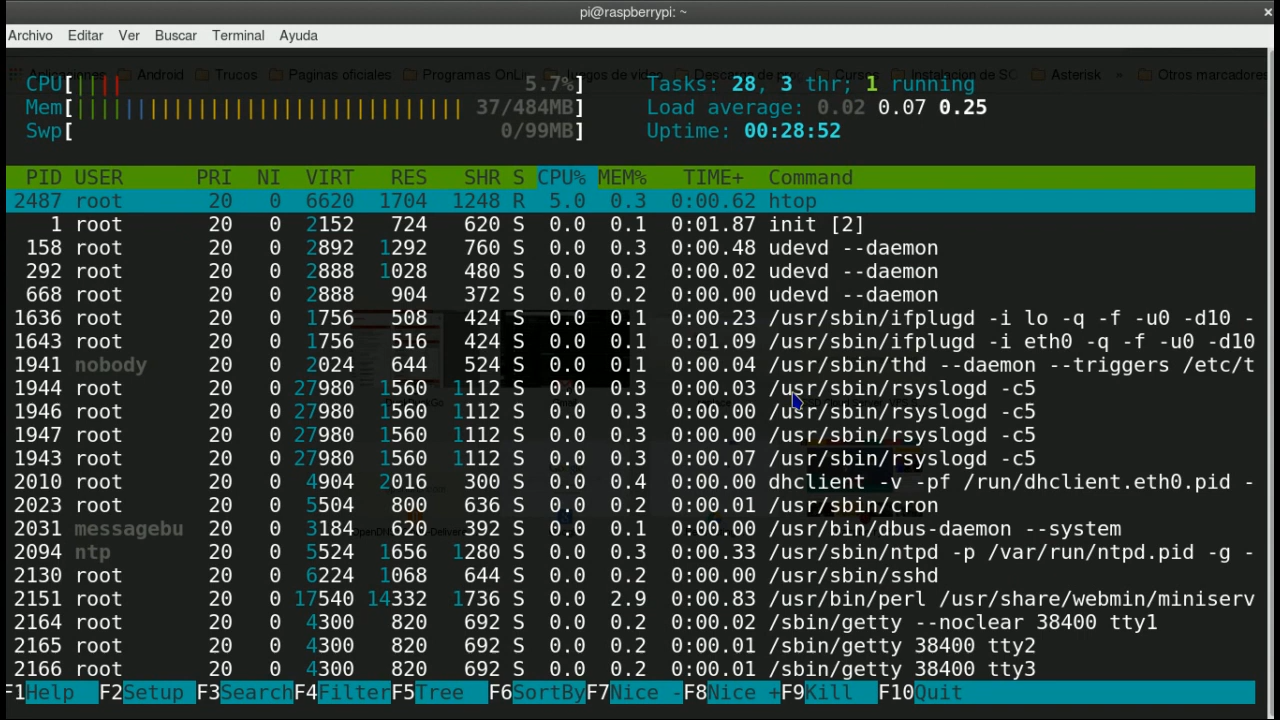 pi@raspberrypi: ~
Archivo Editar Ver Buscar Terminal Ayuda
Android Trucos Paginas oficiales Programas OnLi Juegos de video Descarga de Cursos Instalacion de SO Asterisk » Otros marcadores
CPU[|||| 5.7%] Tasks: 28, 3 thr; 1 running
Mem[||||||||||||||||||||||||||||||||| 37/484MB] Load average: 0.02 0.07 0.25
Swp[ 0/99MB] Uptime: 00:28:52
PID USER PRI NI VIRT RES SHR S CPU% MEM% TIME+ Command
2487 root 20 0 6620 1704 1248 R 5.0 0.3 0:00.62 htop
1 root 20 0 2152 724 620 S 0.0 0.1 0:01.87 init [2]
158 root 20 0 2892 1292 760 S 0.0 0.3 0:00.48 udevd --daemon
292 root 20 0 2888 1028 480 S 0.0 0.2 0:00.02 udevd --daemon
668 root 20 0 2888 904 372 S 0.0 0.2 0:00.00 udevd --daemon
1636 root 20 0 1756 508 424 S 0.0 0.1 0:00.23 /usr/sbin/ifplugd -i lo -q -f -u0 -d10 -
1643 root 20 0 1756 516 424 S 0.0 0.1 0:01.09 /usr/sbin/ifplugd -i eth0 -q -f -u0 -d10
1941 nobody 20 0 2024 644 524 S 0.0 0.1 0:00.04 /usr/sbin/thd --daemon --triggers /etc/t
1944 root 20 0 27980 1560 1112 S 0.0 0.3 0:00.03 /usr/sbin/rsyslogd -c5
1946 root 20 0 27980 1560 1112 S 0.0 0.3 0:00.00 /usr/sbin/rsyslogd -c5
1947 root 20 0 27980 1560 1112 S 0.0 0.3 0:00.00 /usr/sbin/rsyslogd -c5
1943 root 20 0 27980 1560 1112 S 0.0 0.3 0:00.07 /usr/sbin/rsyslogd -c5
2010 root 20 0 4904 2016 300 S 0.0 0.4 0:00.00 dhclient -v -pf /run/dhclient.eth0.pid -
2023 root 20 0 5504 808 636 S 0.0 0.2 0:00.01 /usr/sbin/cron
2031 messagebu 20 0 3184 620 392 S 0.0 0.1 0:00.00 /usr/bin/dbus-daemon --system
2094 ntp 20 0 5524 1656 1280 S 0.0 0.3 0:00.33 /usr/sbin/ntpd -p /var/run/ntpd.pid -g -
2130 root 20 0 6224 1068 644 S 0.0 0.2 0:00.00 /usr/sbin/sshd
2151 root 20 0 17540 14332 1736 S 0.0 2.9 0:00.83 /usr/bin/perl /usr/share/webmin/miniserv
2164 root 20 0 4300 820 692 S 0.0 0.2 0:00.02 /sbin/getty --noclear 38400 tty1
2165 root 20 0 4300 820 692 S 0.0 0.2 0:00.01 /sbin/getty 38400 tty2
2166 root 20 0 4300 820 692 S 0.0 0.2 0:00.01 /sbin/getty 38400 tty3
F1Help F2Setup F3SearchF4FilterF5Tree F6SortByF7Nice -F8Nice +F9Kill F10Quit